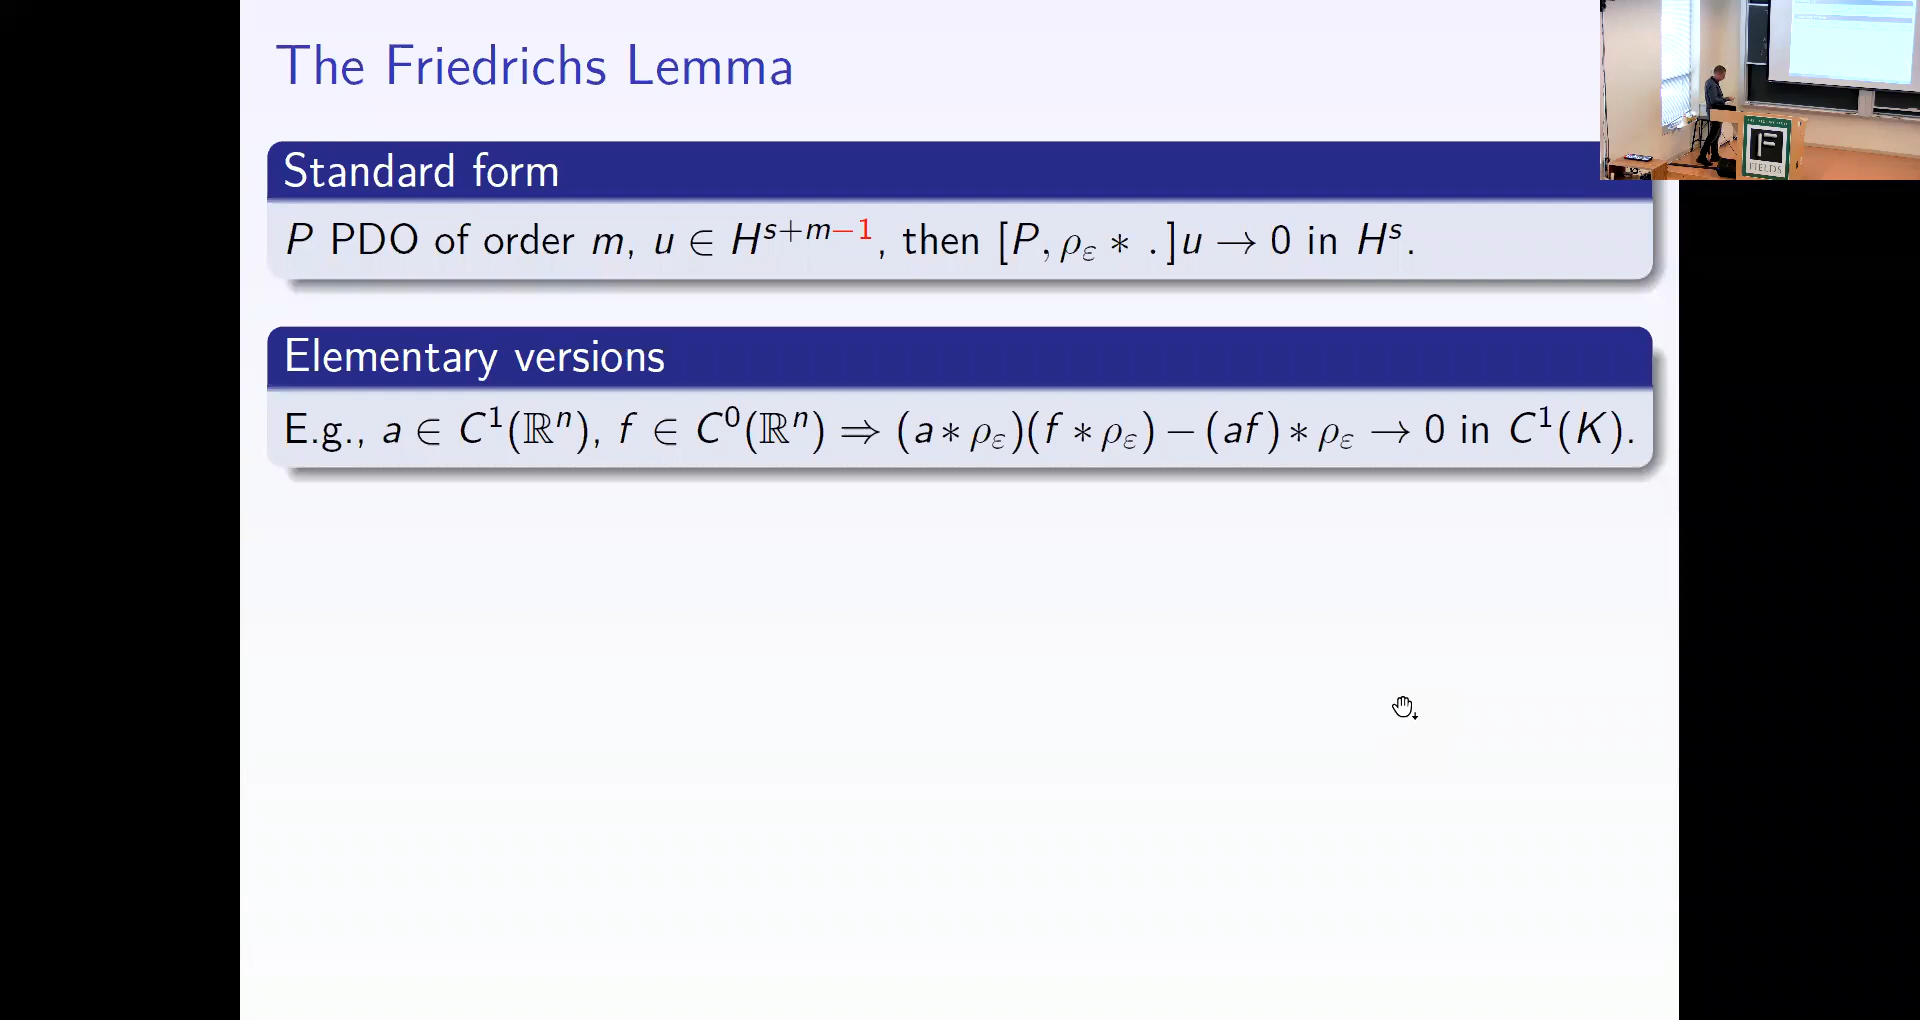 The Friedrichs Lemma
Standard form
P PDO of order m, u ∈ H^{s+m−1}, then [P, ρ_ε ∗ . ]u → 0 in H^s.
Elementary versions
E.g., a ∈ C^1(ℝ^n), f ∈ C^0(ℝ^n) ⇒ (a ∗ ρ_ε)(f ∗ ρ_ε) − (af) ∗ ρ_ε → 0 in C^1(K).
FIELDS